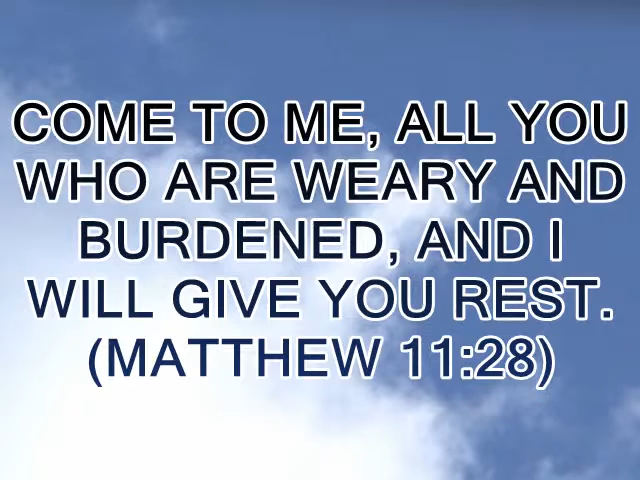 COME TO ME, ALL YOU
WHO ARE WEARY AND
BURDENED, AND I
WILL GIVE YOU REST.
(MATTHEW 11:28)